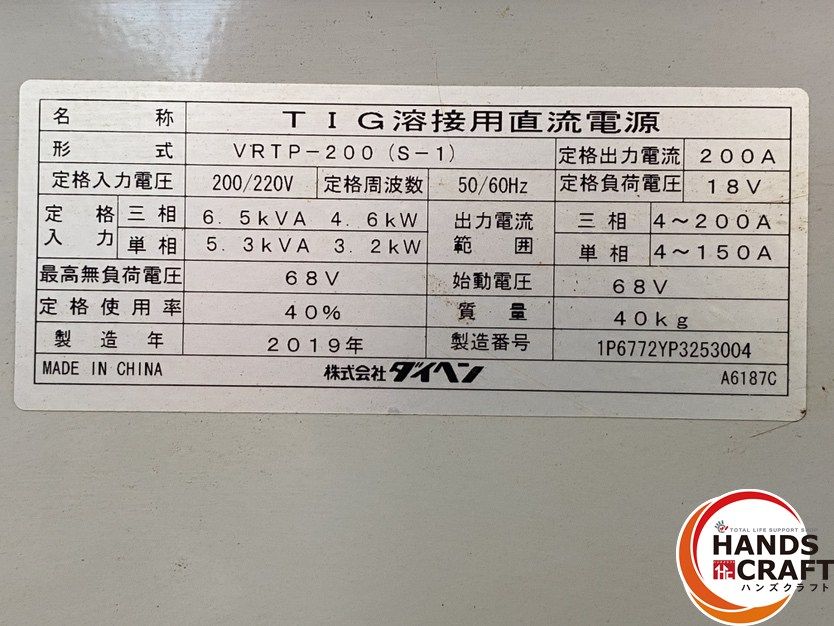 名称 TIG溶接用直流電源
形式 VRTP-200(S-1) 定格出力電流 200A
定格入力電圧 200/220V 定格周波数 50/60Hz 定格負荷電圧 18V
定格入力 三相 6.5kVA 4.6kW 出力電流範囲 三相 4～200A
単相 5.3kVA 3.2kW 単相 4～150A
最高無負荷電圧 68V 始動電圧 68V
定格使用率 40% 質量 40kg
製造年 2019年 製造番号 1P6772YP3253004
MADE IN CHINA 株式会社ダイヘン A6187C
TOTAL LIFE SUPPORT SHOP
HANDS
CRAFT
ハンズクラフト